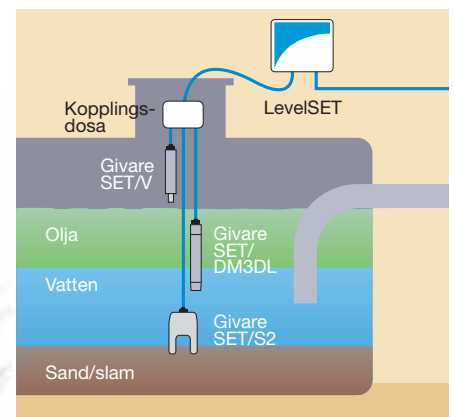 Kopplings-
dosa
LevelSET
Givare
SET/V
Olja
Givare
SET/
DM3DL
Vatten
Givare
SET/S2
Sand/slam